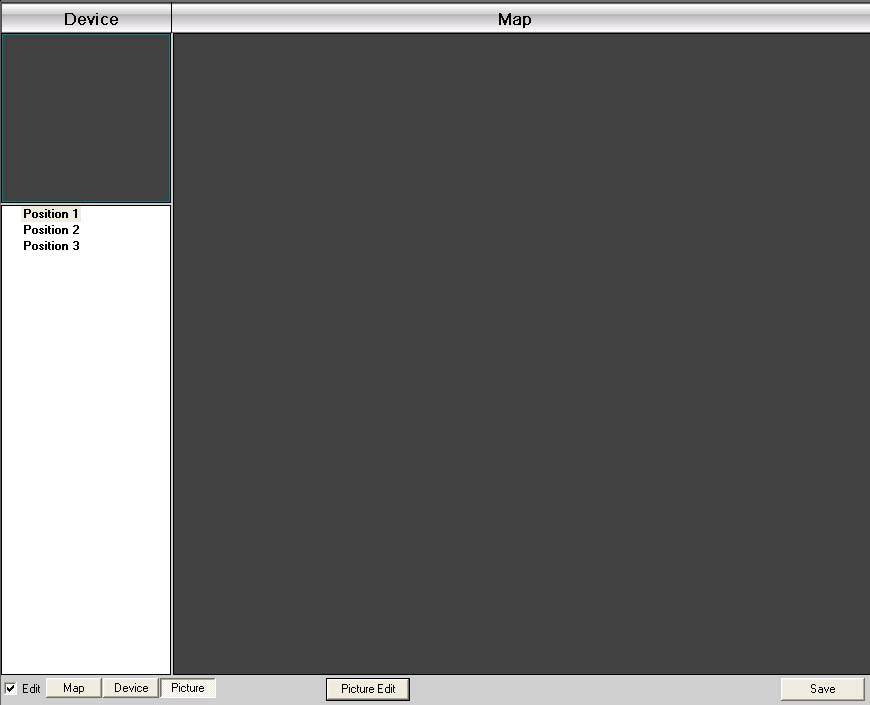 Device
Map
Position 1
Position 2
Position 3
Edit
Map
Device
Picture
Picture Edit
Save